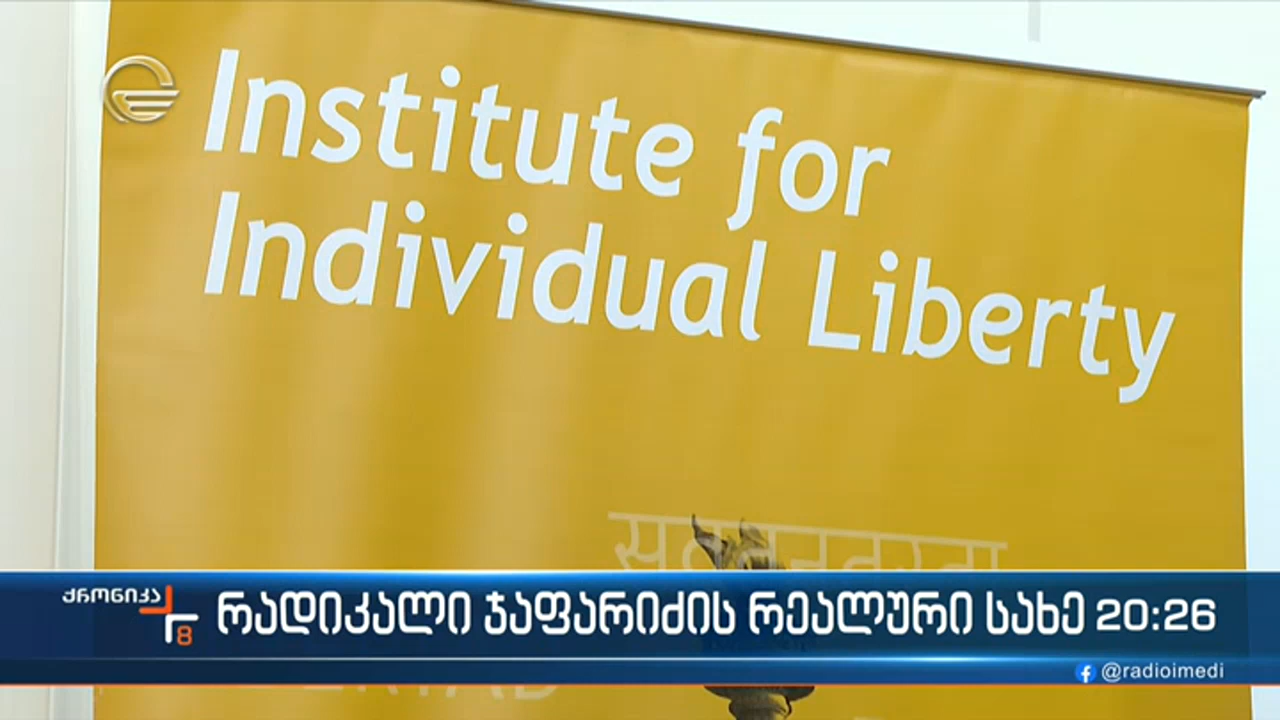 Institute for
Individual Liberty
ქრონიკა
8
რადიკალი ჯაფარიძის რეალური სახე 20:26
@radioimedi